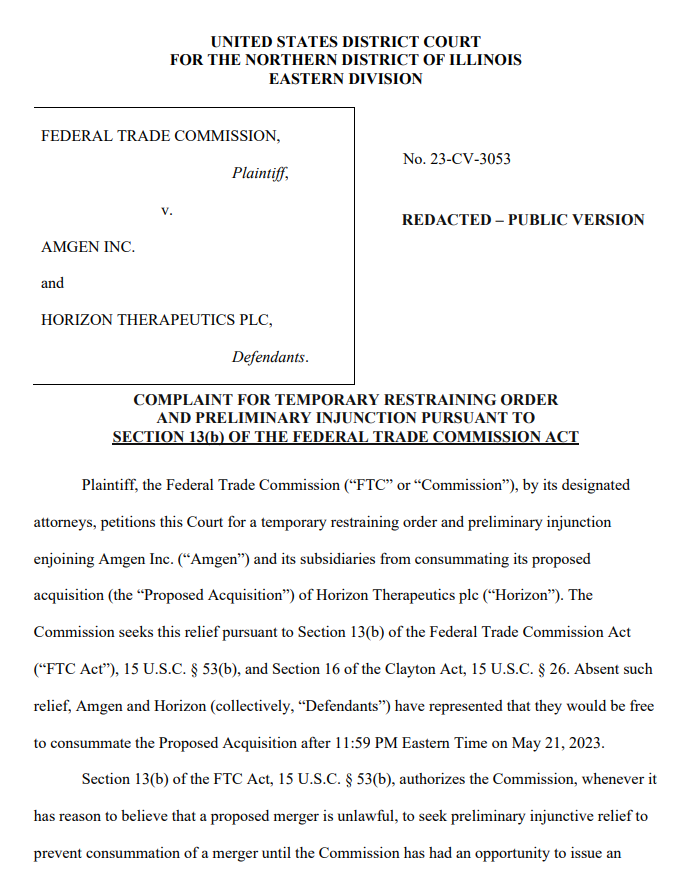 UNITED STATES DISTRICT COURT
FOR THE NORTHERN DISTRICT OF ILLINOIS
EASTERN DIVISION
FEDERAL TRADE COMMISSION,
Plaintiff,
v.
AMGEN INC.
and
HORIZON THERAPEUTICS PLC,
Defendants.
No. 23-CV-3053
REDACTED – PUBLIC VERSION
COMPLAINT FOR TEMPORARY RESTRAINING ORDER
AND PRELIMINARY INJUNCTION PURSUANT TO
SECTION 13(b) OF THE FEDERAL TRADE COMMISSION ACT
Plaintiff, the Federal Trade Commission (“FTC” or “Commission”), by its designated
attorneys, petitions this Court for a temporary restraining order and preliminary injunction
enjoining Amgen Inc. (“Amgen”) and its subsidiaries from consummating its proposed
acquisition (the “Proposed Acquisition”) of Horizon Therapeutics plc (“Horizon”). The
Commission seeks this relief pursuant to Section 13(b) of the Federal Trade Commission Act
(“FTC Act”), 15 U.S.C. § 53(b), and Section 16 of the Clayton Act, 15 U.S.C. § 26. Absent such
relief, Amgen and Horizon (collectively, “Defendants”) have represented that they would be free
to consummate the Proposed Acquisition after 11:59 PM Eastern Time on May 21, 2023.
Section 13(b) of the FTC Act, 15 U.S.C. § 53(b), authorizes the Commission, whenever it
has reason to believe that a proposed merger is unlawful, to seek preliminary injunctive relief to
prevent consummation of a merger until the Commission has had an opportunity to issue an